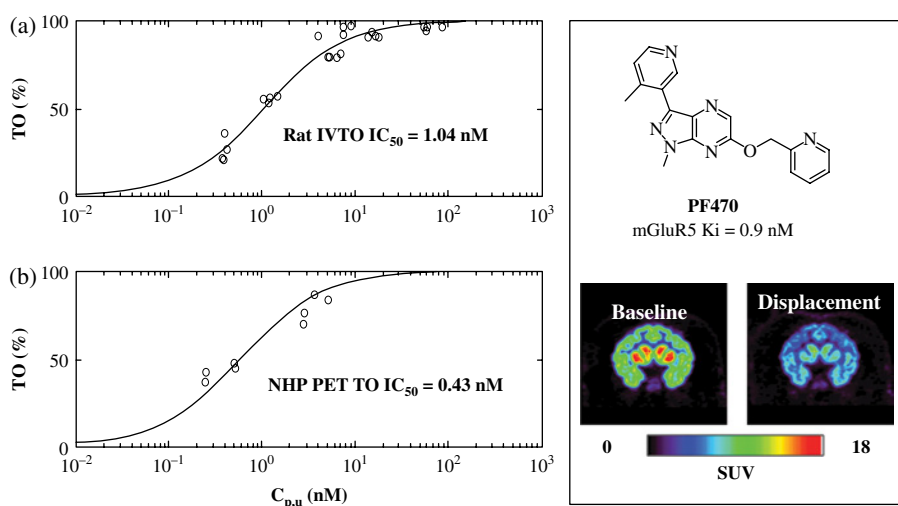 (a)
TO (%)
100
50
0
Rat IVTO IC₅₀ = 1.04 nM
10⁻² 10⁻¹ 10⁰ 10¹ 10² 10³
(b)
TO (%)
100
50
0
NHP PET TO IC₅₀ = 0.43 nM
10⁻² 10⁻¹ 10⁰ 10¹ 10² 10³
C_p,u (nM)
N
N
N
N
N
N
O
N
PF470
mGluR5 Ki = 0.9 nM
Baseline
Displacement
0 18
SUV